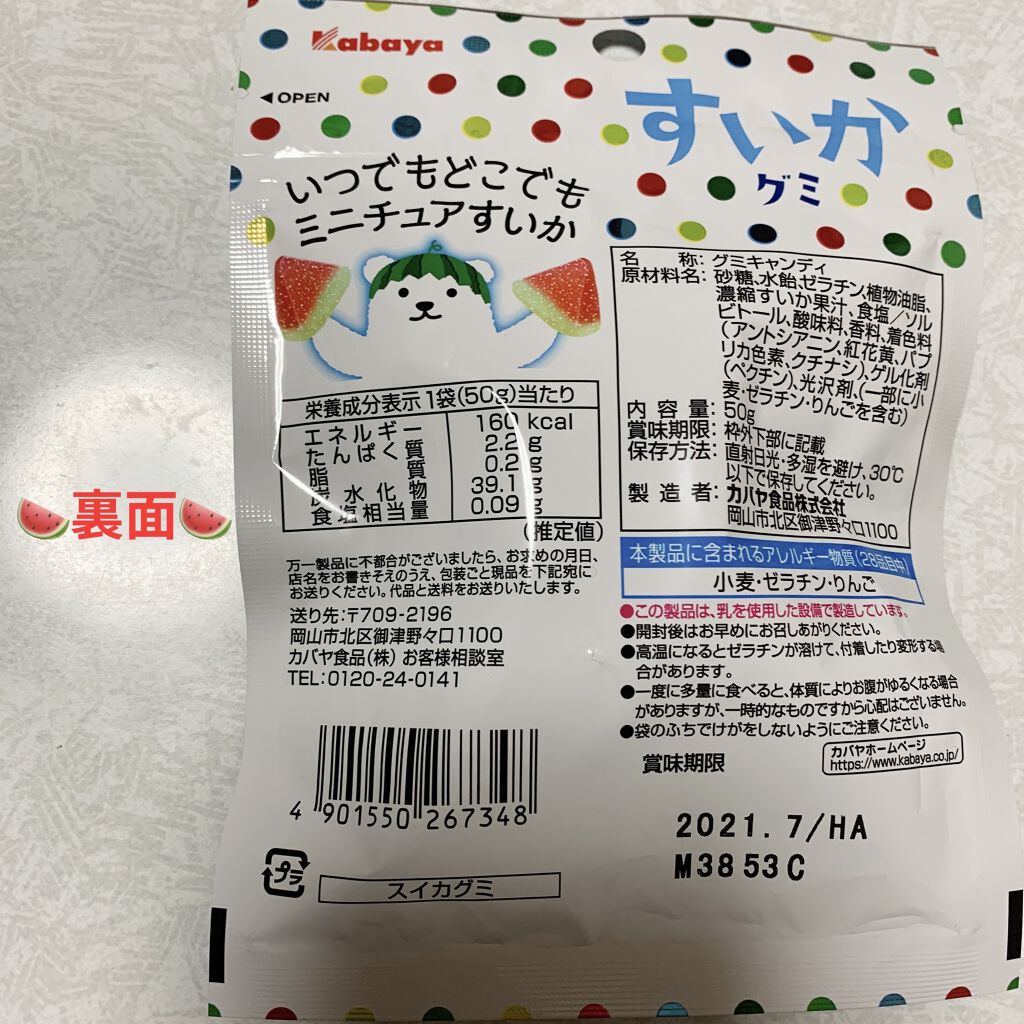 Kabaya
◀OPEN
すいか
グミ
いつでもどこでも
ミニチュアすいか
🍉裏面🍉
栄養成分表示 1袋(50g)当たり
エネルギー 160 kcal
たんぱく質 2.2 g
脂質 0.2 g
炭水化物 39.1 g
食塩相当量 0.09 g
(推定値)
万一製品に不都合がございましたら、お求めの月日、
店名をお書きそえのうえ、包装ごと現品を下記宛に
お送りください。代品と送料をお送りいたします。
送り先:〒709-2196
岡山市北区御津野々口1100
カバヤ食品(株) お客様相談室
TEL:0120-24-0141
4 901550 267348
プラ
スイカグミ
名称:グミキャンディ
原材料名:砂糖、水飴、ゼラチン、植物油脂、
濃縮すいか果汁、食塩/ソル
ビトール、酸味料、香料、着色料
(アントシアニン、紅花黄、パプ
リカ色素、クチナシ)、ゲル化剤
(ペクチン)、光沢剤、(一部に小
麦・ゼラチン・りんごを含む)
内容量:50g
賞味期限:枠外下部に記載
保存方法:直射日光・多湿を避け、30℃
以下で保存してください。
製造者:カバヤ食品株式会社
岡山市北区御津野々口1100
本製品に含まれるアレルギー物質(28品目中)
小麦・ゼラチン・りんご
●この製品は、乳を使用した設備で製造しています。
●開封後はお早めにお召しあがりください。
●高温になるとゼラチンが溶けて、付着したり変形する場
合があります。
●一度に多量に食べると、体質によりお腹がゆるくなる場合
がありますが、一時的なものですから心配はございません。
●袋のふちでけがをしないようにご注意ください。
賞味期限
カバヤホームページ
https://www.kabaya.co.jp/
2021.7/HA
M3853C